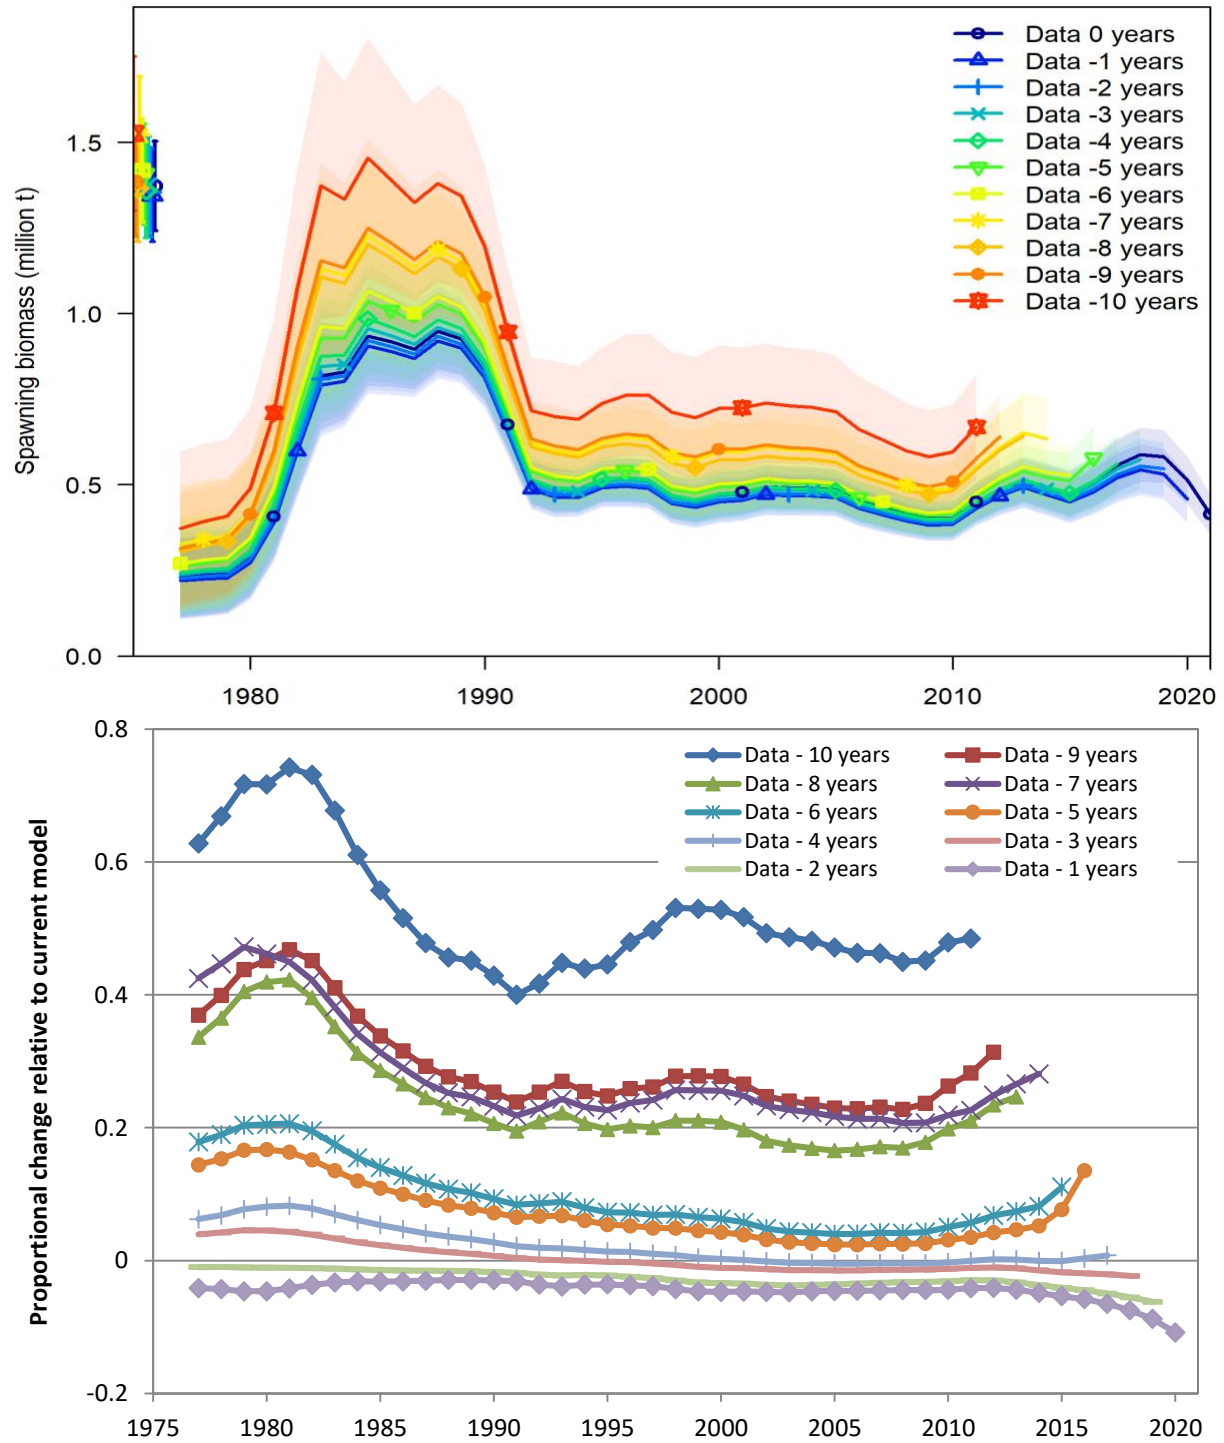 Data 0 years
Data -1 years
Data -2 years
Data -3 years
Data -4 years
Data -5 years
Data -6 years
Data -7 years
Data -8 years
Data -9 years
Data -10 years
Spawning biomass (million t)
1.5
1.0
0.5
0.0
1980 1990 2000 2010 2020
Proportional change relative to current model
0.8
0.6
0.4
0.2
0
-0.2
Data - 10 years Data - 9 years
Data - 8 years Data - 7 years
Data - 6 years Data - 5 years
Data - 4 years Data - 3 years
Data - 2 years Data - 1 years
1975 1980 1985 1990 1995 2000 2005 2010 2015 2020